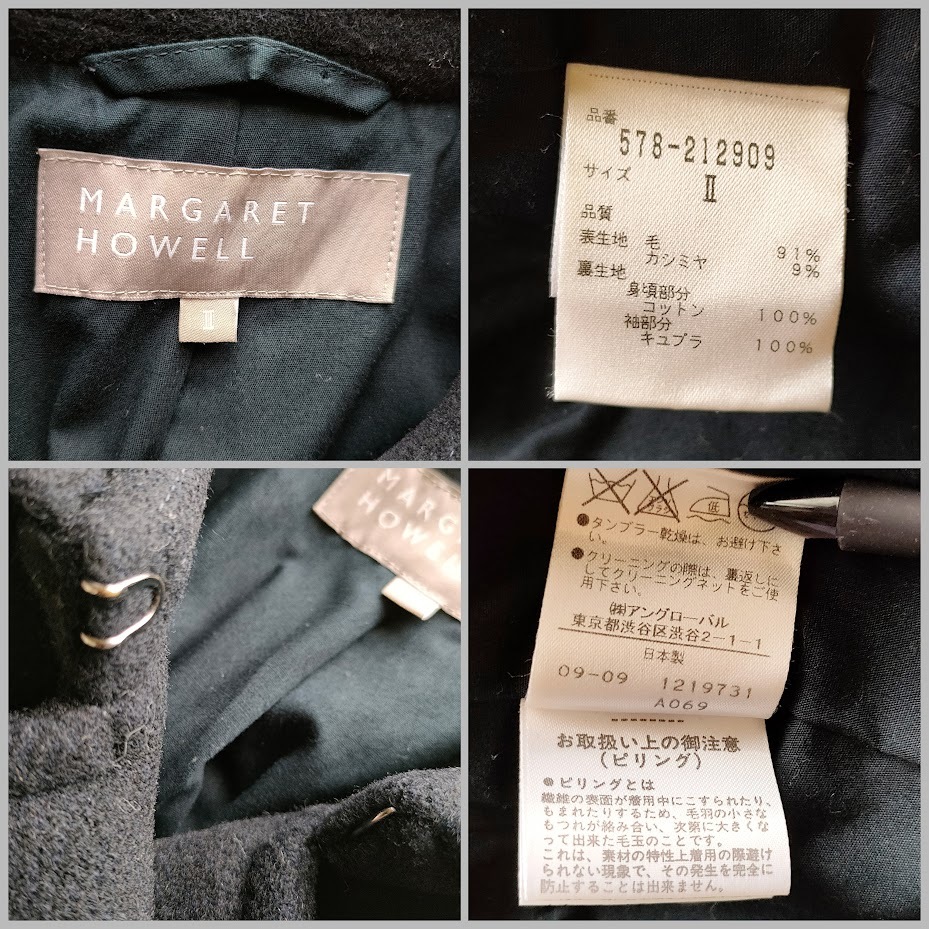 MARGARET
HOWELL
II
品番
578-212909
サイズ
II
品質
表生地 毛 91%
カシミヤ 9%
裏生地
身頃部分
コットン 100%
袖部分
キュプラ 100%
MARG
HOWELL
低
●タンブラー乾燥は、お避け下さ
い。
●クリーニングの際は、裏返しに
してクリーニングネットをご使
用下さい。
㈱アングローバル
東京都渋谷区渋谷2-1-1
日本製
09-09 1219731
A069
お取扱い上の御注意
(ピリング)
●ピリングとは
繊維の表面が着用中にこすられたり、
もまれたりするため、毛羽の小さな
もつれが絡み合い、次第に大きくな
って出来た毛玉のことです。
これは、素材の特性上着用の際避け
られない現象で、その発生を完全に
防止することは出来ません。